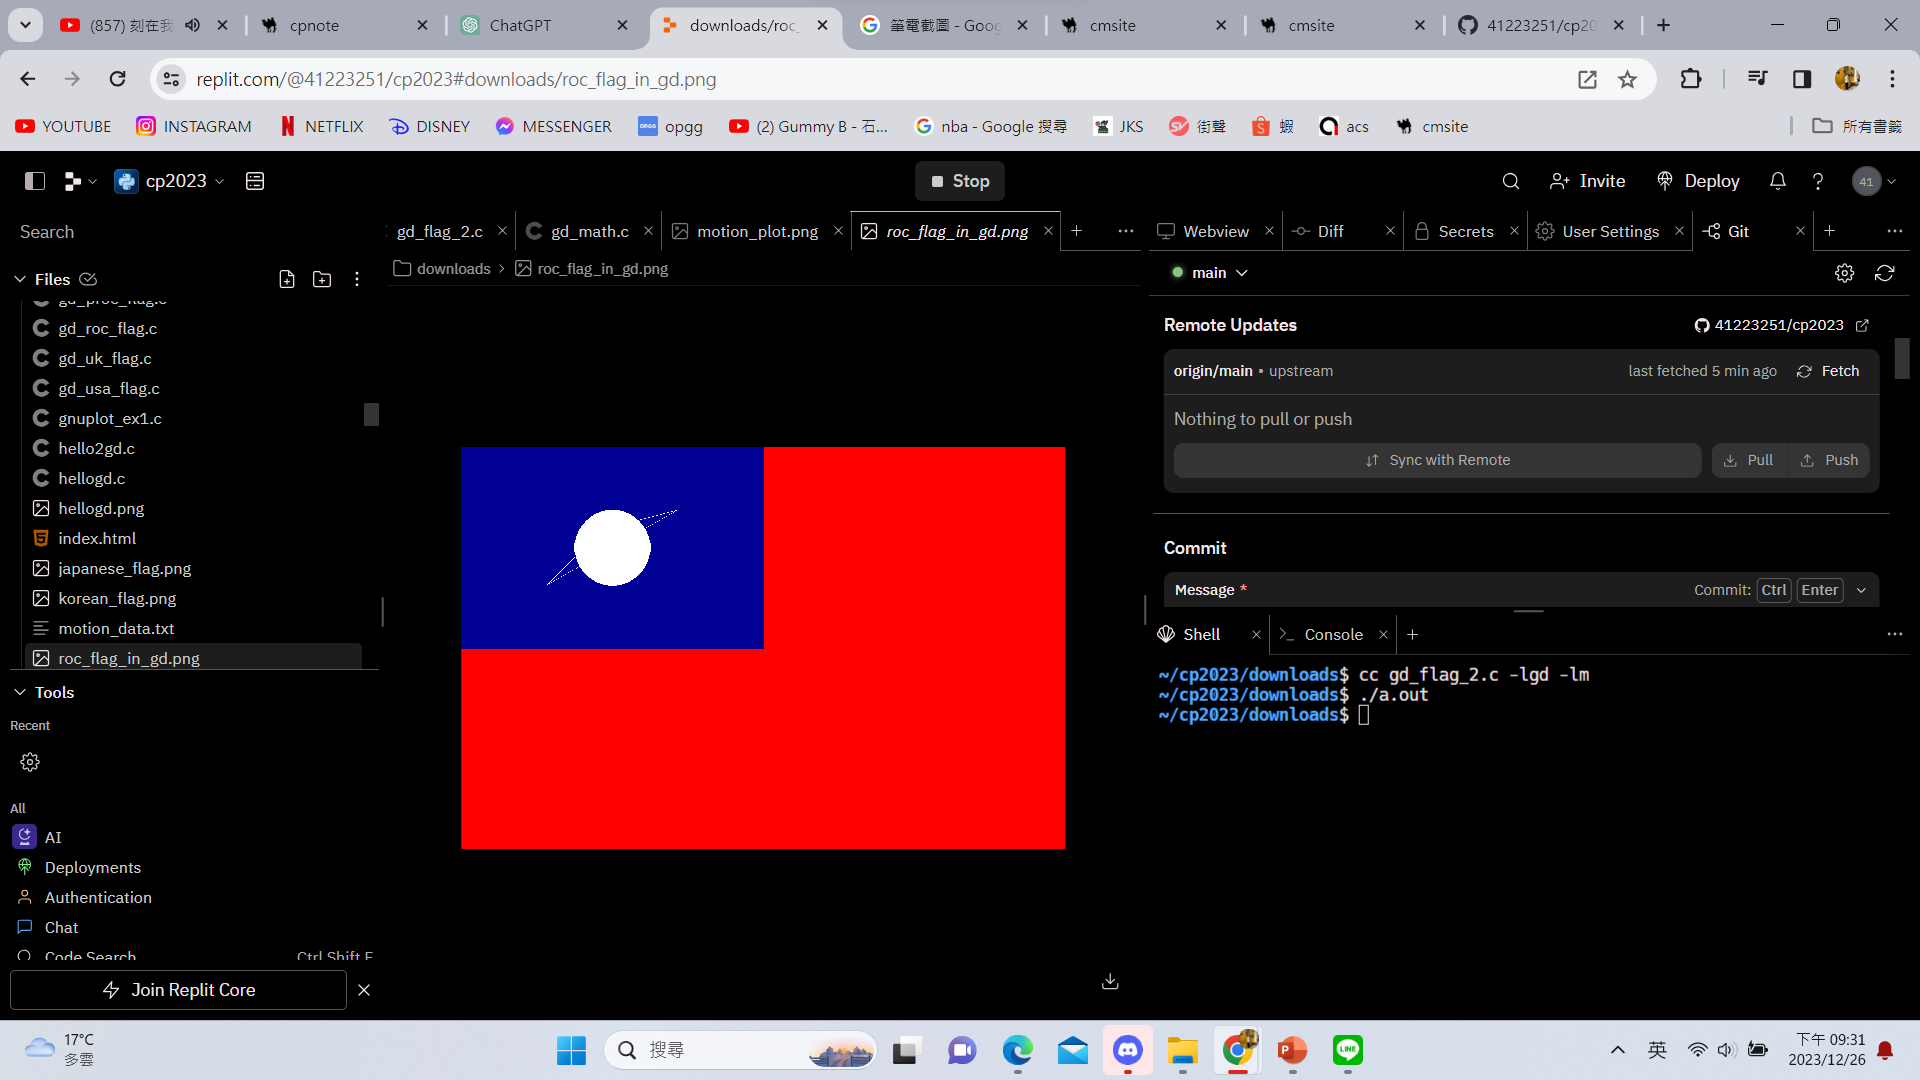 (857) 刻在我
cpnote
ChatGPT
downloads/roc_
筆電截圖 - Goog
cmsite
cmsite
41223251/cp20
replit.com/@41223251/cp2023#downloads/roc_flag_in_gd.png
YOUTUBE
INSTAGRAM
NETFLIX
DISNEY
MESSENGER
opgg
(2) Gummy B - 石...
nba - Google 搜尋
JKS
街聲
蝦
acs
cmsite
所有書籤
cp2023
Stop
Invite
Deploy
41
Search
gd_flag_2.c
gd_math.c
motion_plot.png
roc_flag_in_gd.png
Webview
Diff
Secrets
User Settings
Git
Files
downloads > roc_flag_in_gd.png
main
gd_proc_flag.c
gd_roc_flag.c
gd_uk_flag.c
gd_usa_flag.c
gnuplot_ex1.c
hello2gd.c
hellogd.c
hellogd.png
index.html
japanese_flag.png
korean_flag.png
motion_data.txt
roc_flag_in_gd.png
Remote Updates
41223251/cp2023
origin/main • upstream
last fetched 5 min ago
Fetch
Nothing to pull or push
Sync with Remote
Pull
Push
Commit
Message *
Commit: Ctrl Enter
Shell
Console
~/cp2023/downloads$ cc gd_flag_2.c -lgd -lm
~/cp2023/downloads$ ./a.out
~/cp2023/downloads$
Tools
Recent
All
AI
Deployments
Authentication
Chat
Code Search
Ctrl Shift F
Join Replit Core
17°C
多雲
搜尋
英
下午 09:31
2023/12/26